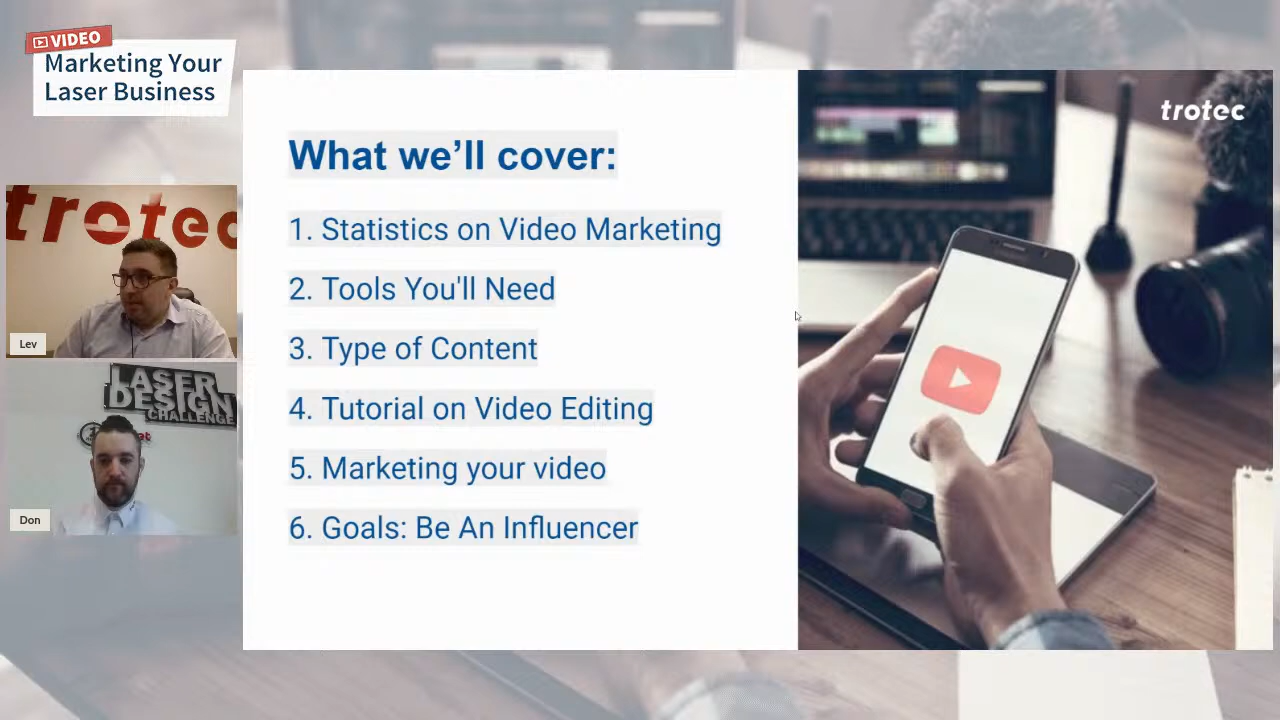 VIDEO
Marketing Your
Laser Business
trotec
What we'll cover:
1. Statistics on Video Marketing
2. Tools You'll Need
3. Type of Content
4. Tutorial on Video Editing
5. Marketing your video
6. Goals: Be An Influencer
trotec
Lev
LASER
DESIGN
CHALLENGE
Don